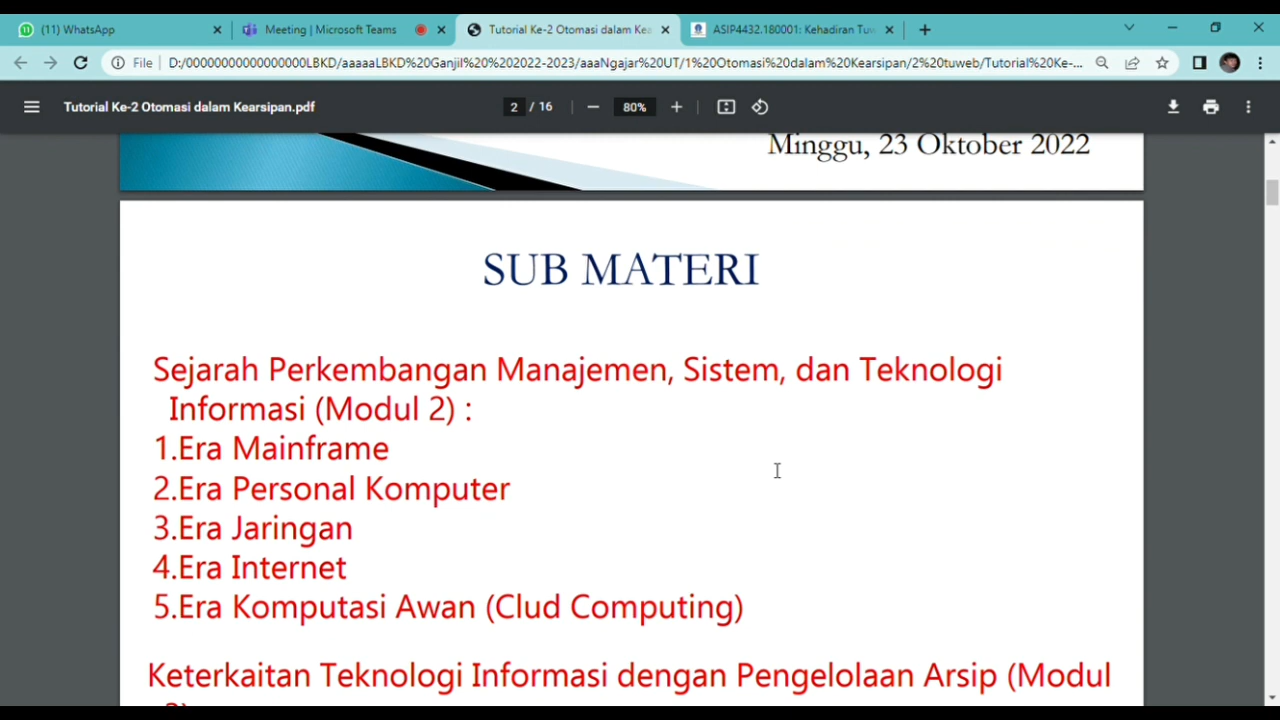 (11) WhatsApp
Meeting | Microsoft Teams
Tutorial Ke-2 Otomasi dalam Kea
ASIP4432.180001: Kehadiran Tuw
File
D:/00000000000000000LBKD/aaaaaLBKD%20Ganjil%20%202022-2023/aaaNgajar%20UT/1%20Otomasi%20dalam%20Kearsipan/2%20tuweb/Tutorial%20Ke-...
Tutorial Ke-2 Otomasi dalam Kearsipan.pdf
2 / 16
80%
Minggu, 23 Oktober 2022
SUB MATERI
Sejarah Perkembangan Manajemen, Sistem, dan Teknologi
Informasi (Modul 2) :
1.Era Mainframe
2.Era Personal Komputer
3.Era Jaringan
4.Era Internet
5.Era Komputasi Awan (Clud Computing)
Keterkaitan Teknologi Informasi dengan Pengelolaan Arsip (Modul